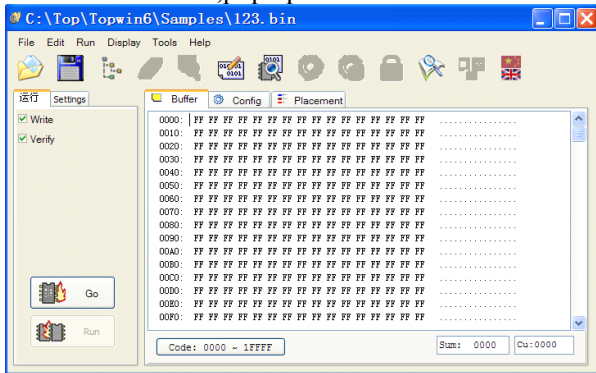 C:\Top\Topwin6\Samples\123.bin
File Edit Run Display Tools Help
运行 Settings
Buffer Config Placement
Write
Verify
0000: FF FF FF FF FF FF FF FF FF FF FF FF FF FF FF FF ................
0010: FF FF FF FF FF FF FF FF FF FF FF FF FF FF FF FF ................
0020: FF FF FF FF FF FF FF FF FF FF FF FF FF FF FF FF ................
0030: FF FF FF FF FF FF FF FF FF FF FF FF FF FF FF FF ................
0040: FF FF FF FF FF FF FF FF FF FF FF FF FF FF FF FF ................
0050: FF FF FF FF FF FF FF FF FF FF FF FF FF FF FF FF ................
0060: FF FF FF FF FF FF FF FF FF FF FF FF FF FF FF FF ................
0070: FF FF FF FF FF FF FF FF FF FF FF FF FF FF FF FF ................
0080: FF FF FF FF FF FF FF FF FF FF FF FF FF FF FF FF ................
0090: FF FF FF FF FF FF FF FF FF FF FF FF FF FF FF FF ................
00A0: FF FF FF FF FF FF FF FF FF FF FF FF FF FF FF FF ................
00B0: FF FF FF FF FF FF FF FF FF FF FF FF FF FF FF FF ................
00C0: FF FF FF FF FF FF FF FF FF FF FF FF FF FF FF FF ................
00D0: FF FF FF FF FF FF FF FF FF FF FF FF FF FF FF FF ................
00E0: FF FF FF FF FF FF FF FF FF FF FF FF FF FF FF FF ................
00F0: FF FF FF FF FF FF FF FF FF FF FF FF FF FF FF FF ................
Go
Run
Code: 0000 ~ 1FFFF
Sum: 0000
Cu:0000